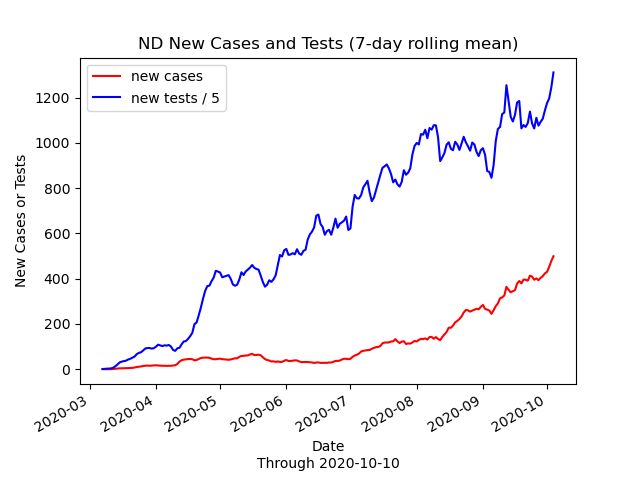 ND New Cases and Tests (7-day rolling mean)
new cases
new tests / 5
New Cases or Tests
1200
1000
800
600
400
200
0
2020-03
2020-04
2020-05
2020-06
2020-07
2020-08
2020-09
2020-10
Date
Through 2020-10-10